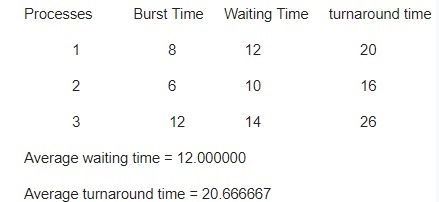 Processes Burst Time Waiting Time turnaround time
1 8 12 20
2 6 10 16
3 12 14 26
Average waiting time = 12.000000
Average turnaround time = 20.666667